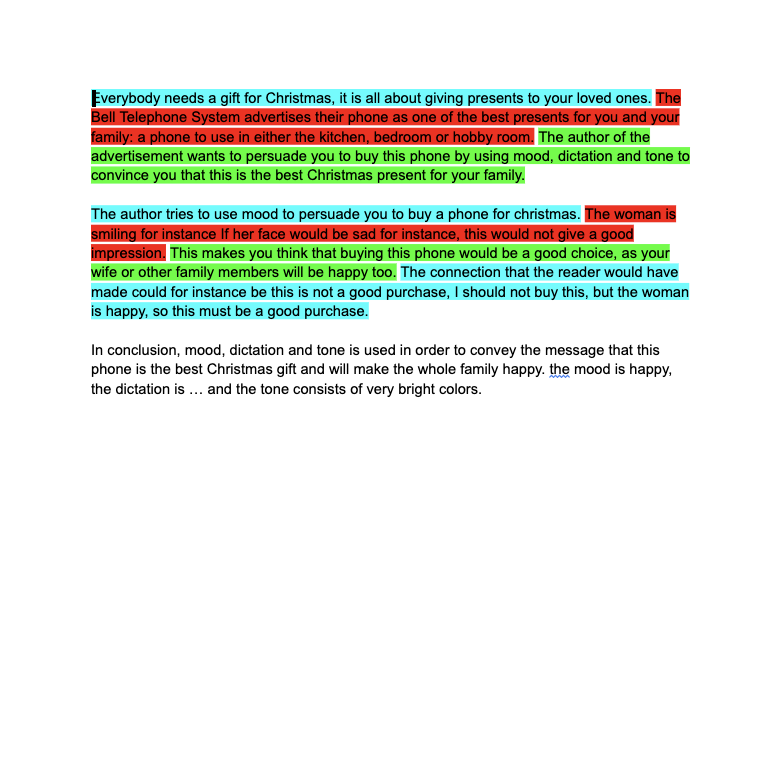 Everybody needs a gift for Christmas, it is all about giving presents to your loved ones. The
Bell Telephone System advertises their phone as one of the best presents for you and your
family: a phone to use in either the kitchen, bedroom or hobby room. The author of the
advertisement wants to persuade you to buy this phone by using mood, dictation and tone to
convince you that this is the best Christmas present for your family.
The author tries to use mood to persuade you to buy a phone for christmas. The woman is
smiling for instance If her face would be sad for instance, this would not give a good
impression. This makes you think that buying this phone would be a good choice, as your
wife or other family members will be happy too. The connection that the reader would have
made could for instance be this is not a good purchase, I should not buy this, but the woman
is happy, so this must be a good purchase.
In conclusion, mood, dictation and tone is used in order to convey the message that this
phone is the best Christmas gift and will make the whole family happy. the mood is happy,
the dictation is … and the tone consists of very bright colors.